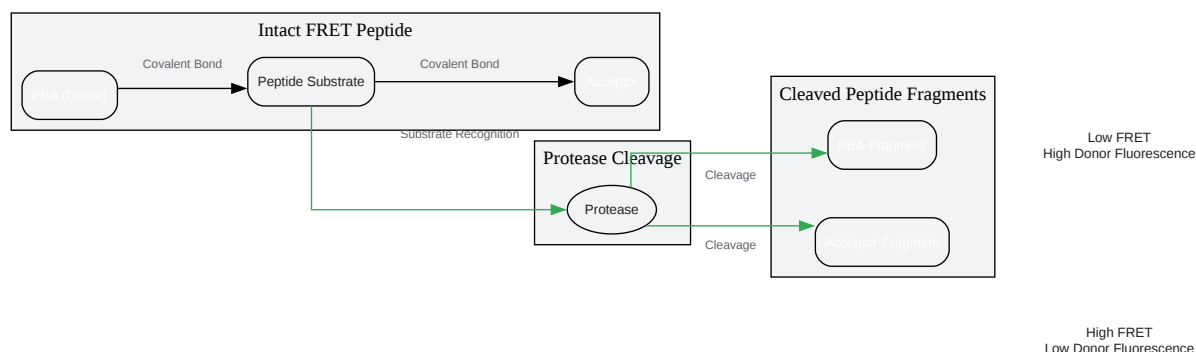 Intact FRET Peptide
Covalent Bond
Covalent Bond
PBA (Donor)
Peptide Substrate
Acceptor
Substrate Recognition
Protease Cleavage
Protease
Cleavage
Cleavage
Cleaved Peptide Fragments
PBA-Fragment
Acceptor-Fragment
Low FRET
High Donor Fluorescence
High FRET
Low Donor Fluorescence